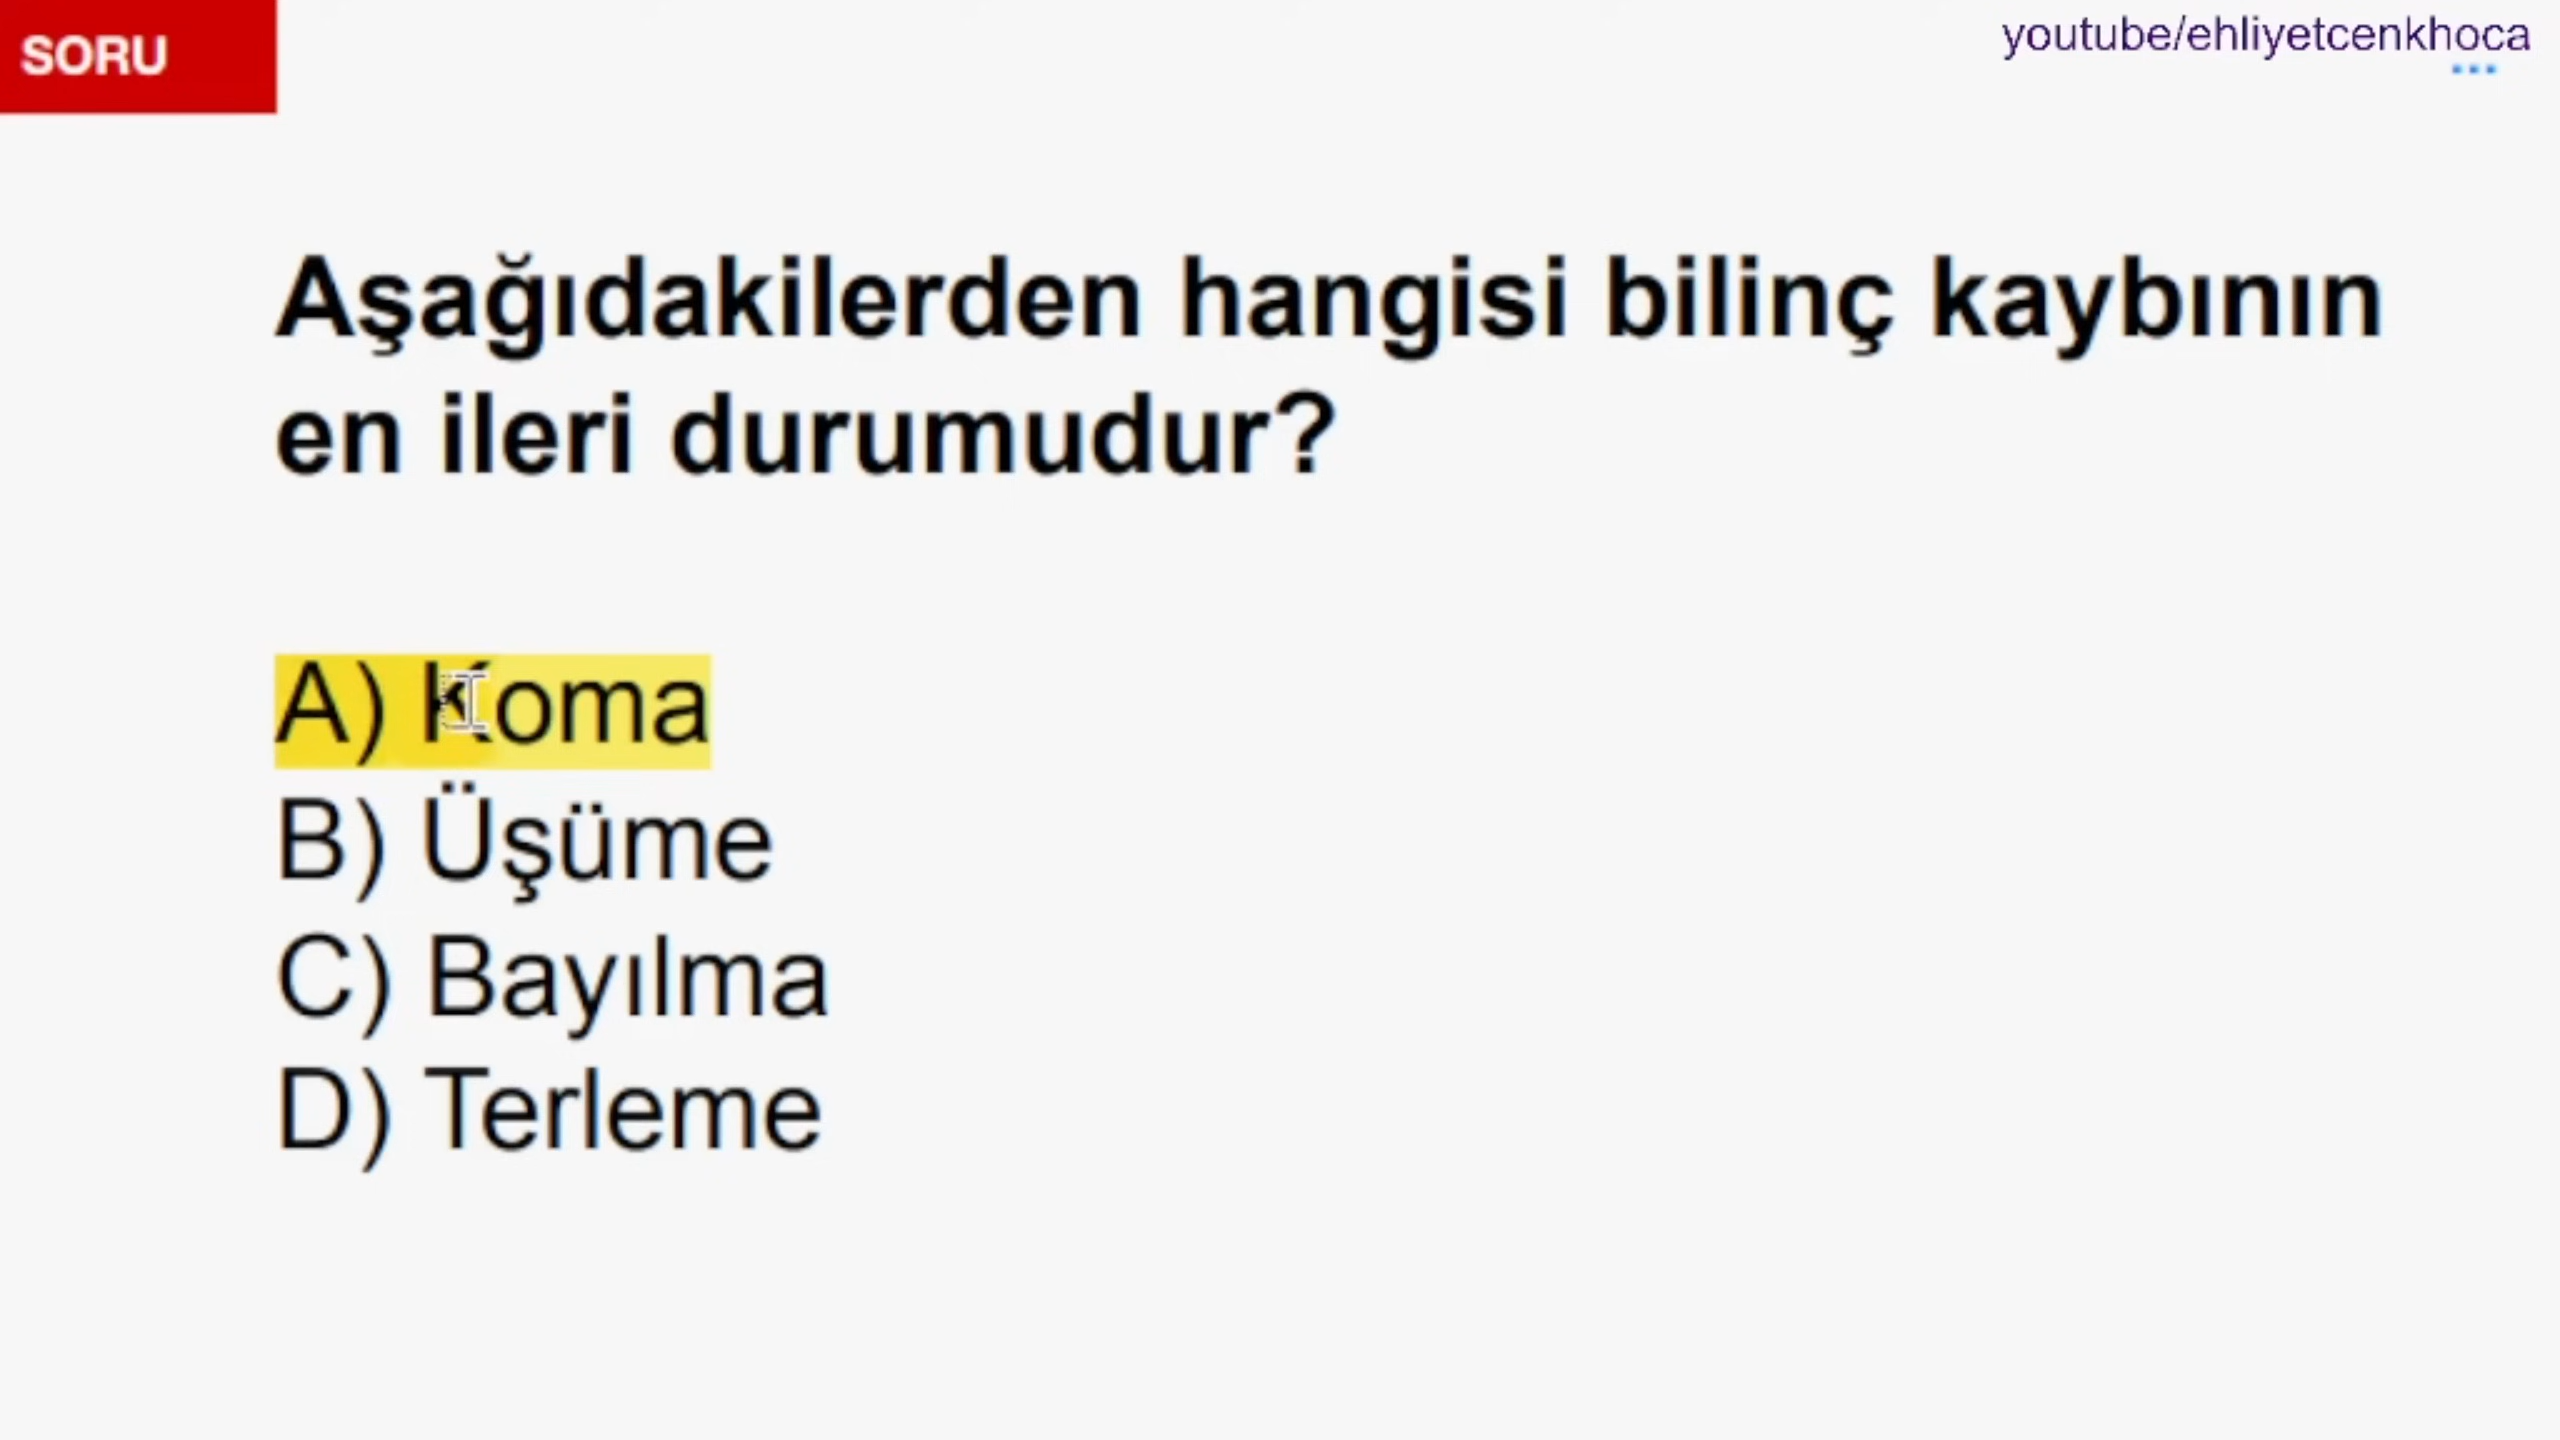 SORU
youtube/ehliyetcenkhoca
Aşağıdakilerden hangisi bilinç kaybının
en ileri durumudur?
A) Koma
B) Üşüme
C) Bayılma
D) Terleme